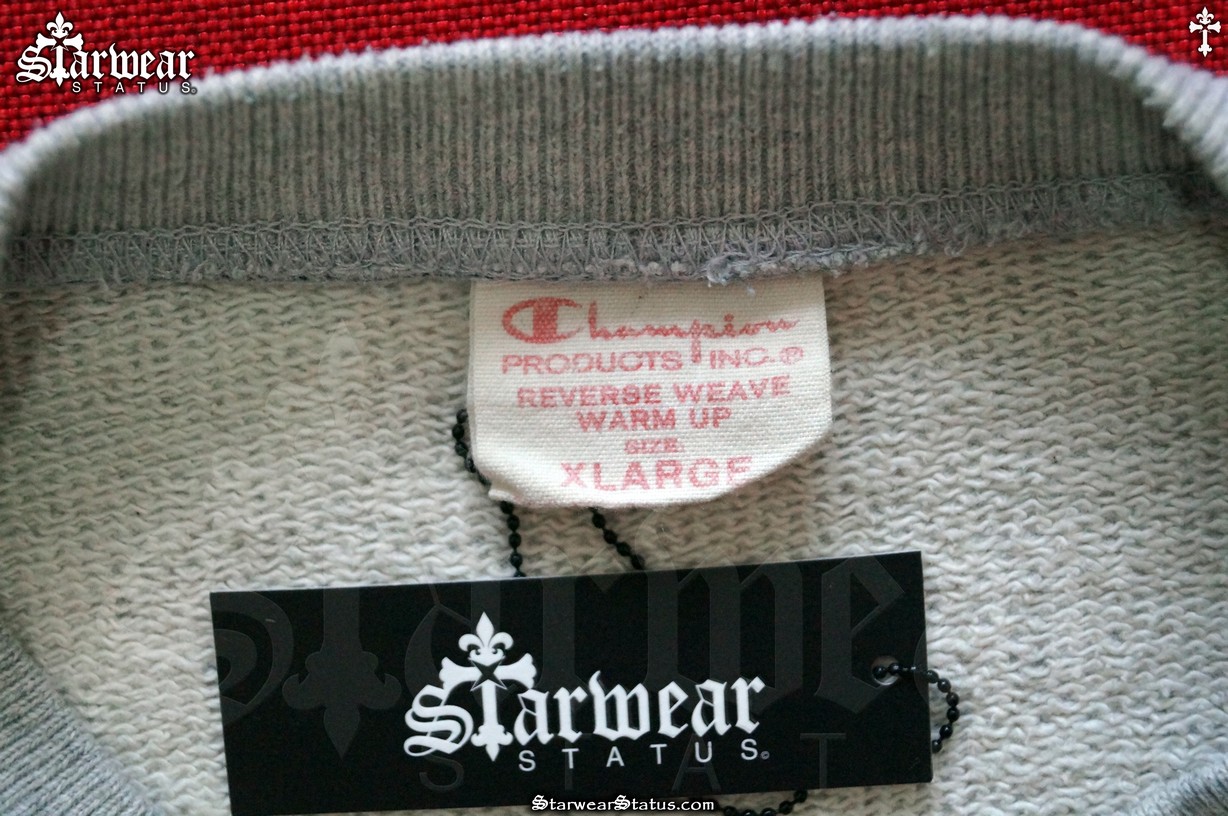 Starwear
STATUS©
Champion
PRODUCTS INC.®
REVERSE WEAVE
WARM UP
SIZE
XLARGE
Starwear
STATUS©
StarwearStatus.com